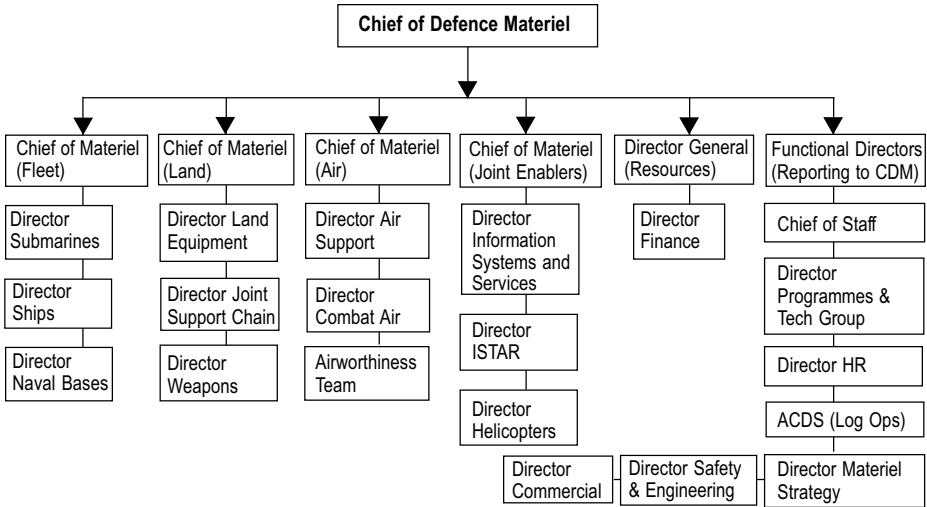 Chief of Defence Materiel
Chief of Materiel
(Fleet)
Director
Submarines
Director
Ships
Director
Naval Bases
Chief of Materiel
(Land)
Director Land
Equipment
Director Joint
Support Chain
Director
Weapons
Chief of Materiel
(Air)
Director Air
Support
Director
Combat Air
Airworthiness
Team
Chief of Materiel
(Joint Enablers)
Director
Information
Systems and
Services
Director
ISTAR
Director
Helicopters
Director General
(Resources)
Director
Finance
Functional Directors
(Reporting to CDM)
Chief of Staff
Director
Programmes &
Tech Group
Director HR
ACDS (Log Ops)
Director Materiel
Strategy
Director Safety
& Engineering
Director
Commercial